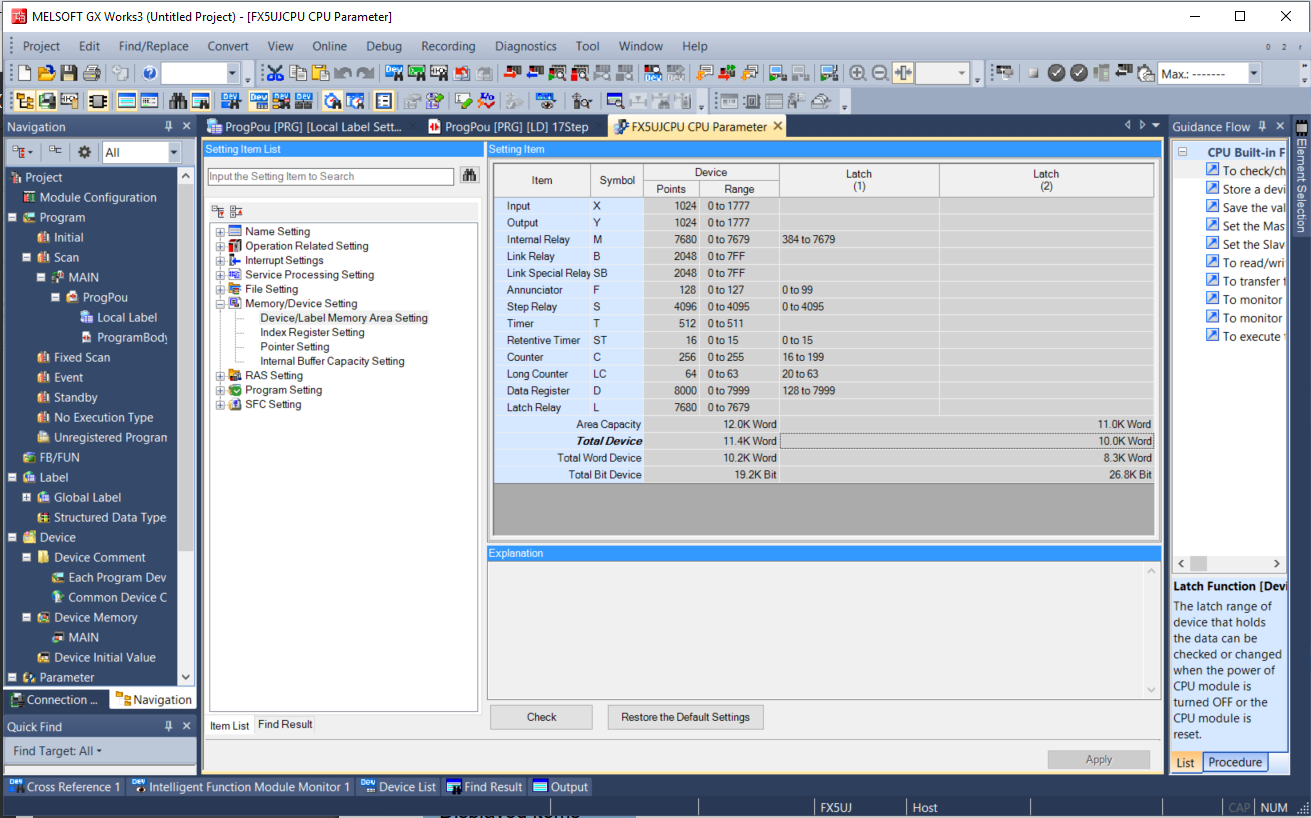 MELSOFT GX Works3 (Untitled Project) - [FX5UJCPU CPU Parameter]
Project Edit Find/Replace Convert View Online Debug Recording Diagnostics Tool Window Help
Max.: -------
Navigation
All
Project
Module Configuration
Program
Initial
Scan
MAIN
ProgPou
Local Label
ProgramBody
Fixed Scan
Event
Standby
No Execution Type
Unregistered Program
FB/FUN
Label
Global Label
Structured Data Type
Device
Device Comment
Each Program Dev
Common Device C
Device Memory
MAIN
Device Initial Value
Parameter
Connection ... Navigation
Quick Find
Find Target: All
ProgPou [PRG] [Local Label Sett... ProgPou [PRG] [LD] 17Step FX5UJCPU CPU Parameter
Setting Item List
Input the Setting Item to Search
Name Setting
Operation Related Setting
Interrupt Settings
Service Processing Setting
File Setting
Memory/Device Setting
Device/Label Memory Area Setting
Index Register Setting
Pointer Setting
Internal Buffer Capacity Setting
RAS Setting
Program Setting
SFC Setting
Item List Find Result
Setting Item
Item Symbol Device Latch (1) Latch (2)
Points Range
Input X 1024 0 to 1777
Output Y 1024 0 to 1777
Internal Relay M 7680 0 to 7679 384 to 7679
Link Relay B 2048 0 to 7FF
Link Special Relay SB 2048 0 to 7FF
Annunciator F 128 0 to 127 0 to 99
Step Relay S 4096 0 to 4095 0 to 4095
Timer T 512 0 to 511
Retentive Timer ST 16 0 to 15 0 to 15
Counter C 256 0 to 255 16 to 199
Long Counter LC 64 0 to 63 20 to 63
Data Register D 8000 0 to 7999 128 to 7999
Latch Relay L 7680 0 to 7679
Area Capacity 12.0K Word 11.0K Word
Total Device 11.4K Word 10.0K Word
Total Word Device 10.2K Word 8.3K Word
Total Bit Device 19.2K Bit 26.8K Bit
Explanation
Check Restore the Default Settings
Apply
Guidance Flow
CPU Built-in F
To check/ch
Store a devi
Save the val
Set the Mas
Set the Slav
To read/wri
To transfer f
To monitor
To monitor
To execute
Latch Function [Devi
The latch range of
device that holds
the data can be
checked or changed
when the power of
CPU module is
turned OFF or the
CPU module is
reset.
List Procedure
Element Selection
Cross Reference 1 Intelligent Function Module Monitor 1 Device List Find Result Output
FX5UJ Host CAP NUM